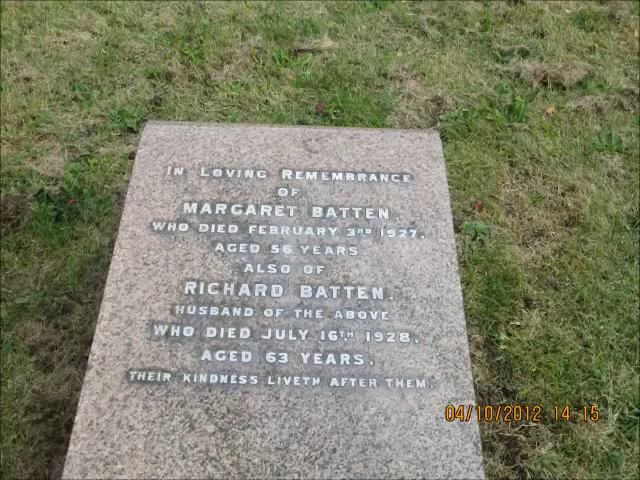 IN LOVING REMEMBRANCE
OF
MARGARET BATTEN,
WHO DIED FEBRUARY 3RD 1927,
AGED 56 YEARS.
ALSO OF
RICHARD BATTEN,
HUSBAND OF THE ABOVE
WHO DIED JULY 16TH 1928,
AGED 63 YEARS.
THEIR KINDNESS LIVETH AFTER THEM.
04/10/2012 14:15